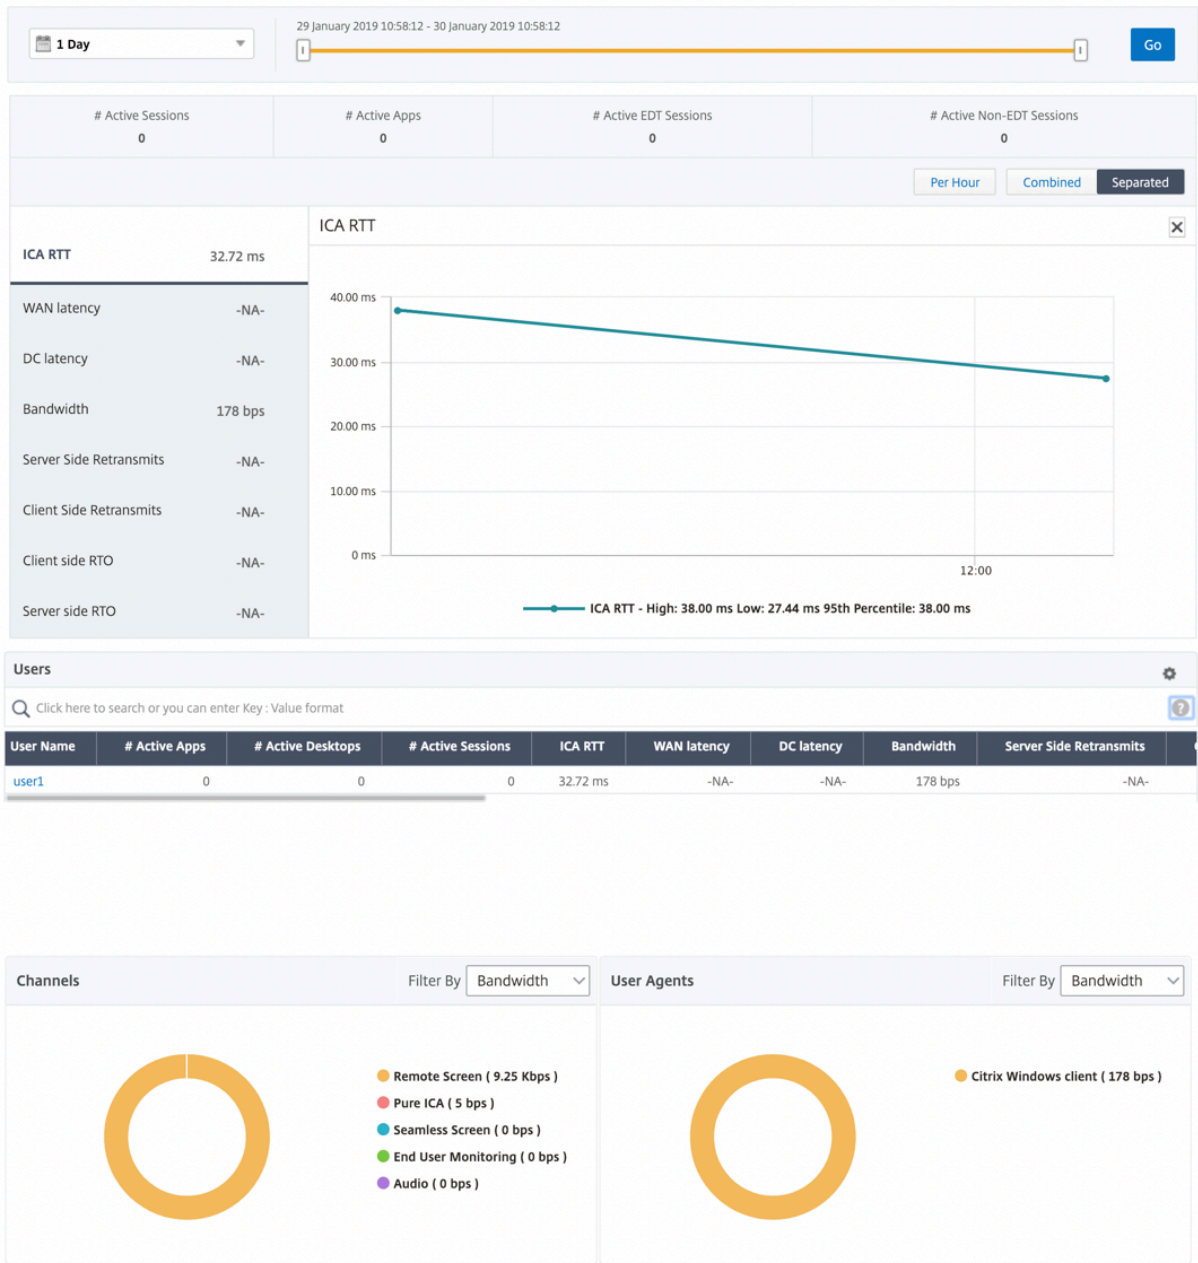 29 January 2019 10:58:12 - 30 January 2019 10:58:12
1 Day
Go
# Active Sessions
0
# Active Apps
0
# Active EDT Sessions
0
# Active Non-EDT Sessions
0
Per Hour
Combined
Separated
ICA RTT 32.72 ms
WAN latency -NA-
DC latency -NA-
Bandwidth 178 bps
Server Side Retransmits -NA-
Client Side Retransmits -NA-
Client side RTO -NA-
Server side RTO -NA-
ICA RTT
40.00 ms
30.00 ms
20.00 ms
10.00 ms
0 ms
12:00
ICA RTT - High: 38.00 ms Low: 27.44 ms 95th Percentile: 38.00 ms
Users
Click here to search or you can enter Key : Value format
?
User Name # Active Apps # Active Desktops # Active Sessions ICA RTT WAN latency DC latency Bandwidth Server Side Retransmits
user1 0 0 0 32.72 ms -NA- -NA- 178 bps -NA-
Channels
Filter By Bandwidth
Remote Screen ( 9.25 Kbps )
Pure ICA ( 5 bps )
Seamless Screen ( 0 bps )
End User Monitoring ( 0 bps )
Audio ( 0 bps )
User Agents
Filter By Bandwidth
Citrix Windows client ( 178 bps )